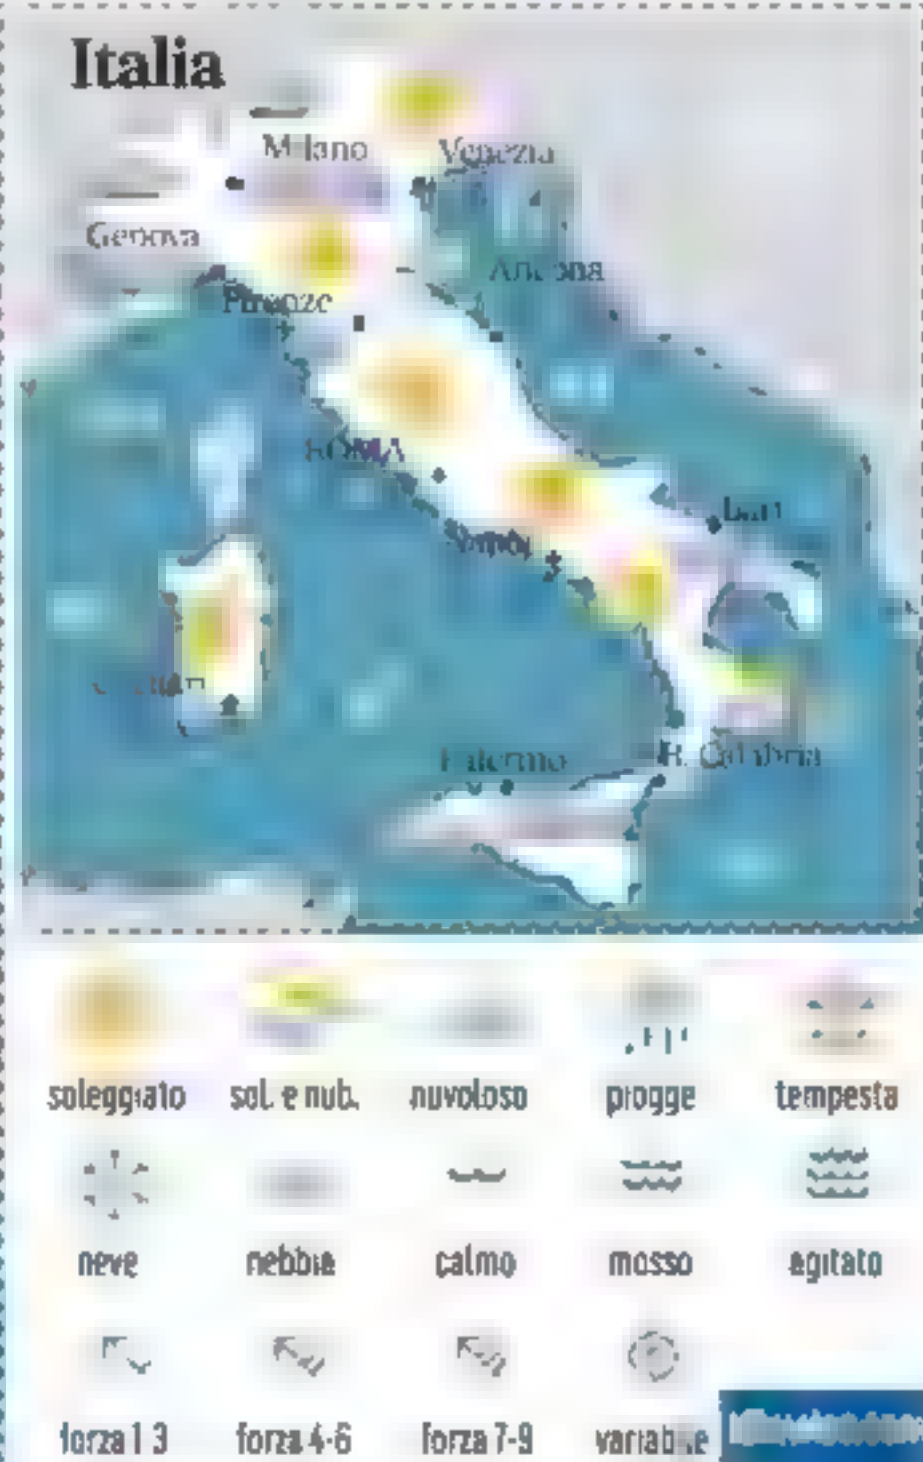 Italia
Milano
Venezia
Genova
Ancona
Firenze
ROMA
Bari
Napoli
Palermo
R. Calabria
soleggiato sol. e nub. nuvoloso piogge tempesta
neve nebbia calmo mosso agitato
forza 1-3 forza 4-6 forza 7-9 variabile